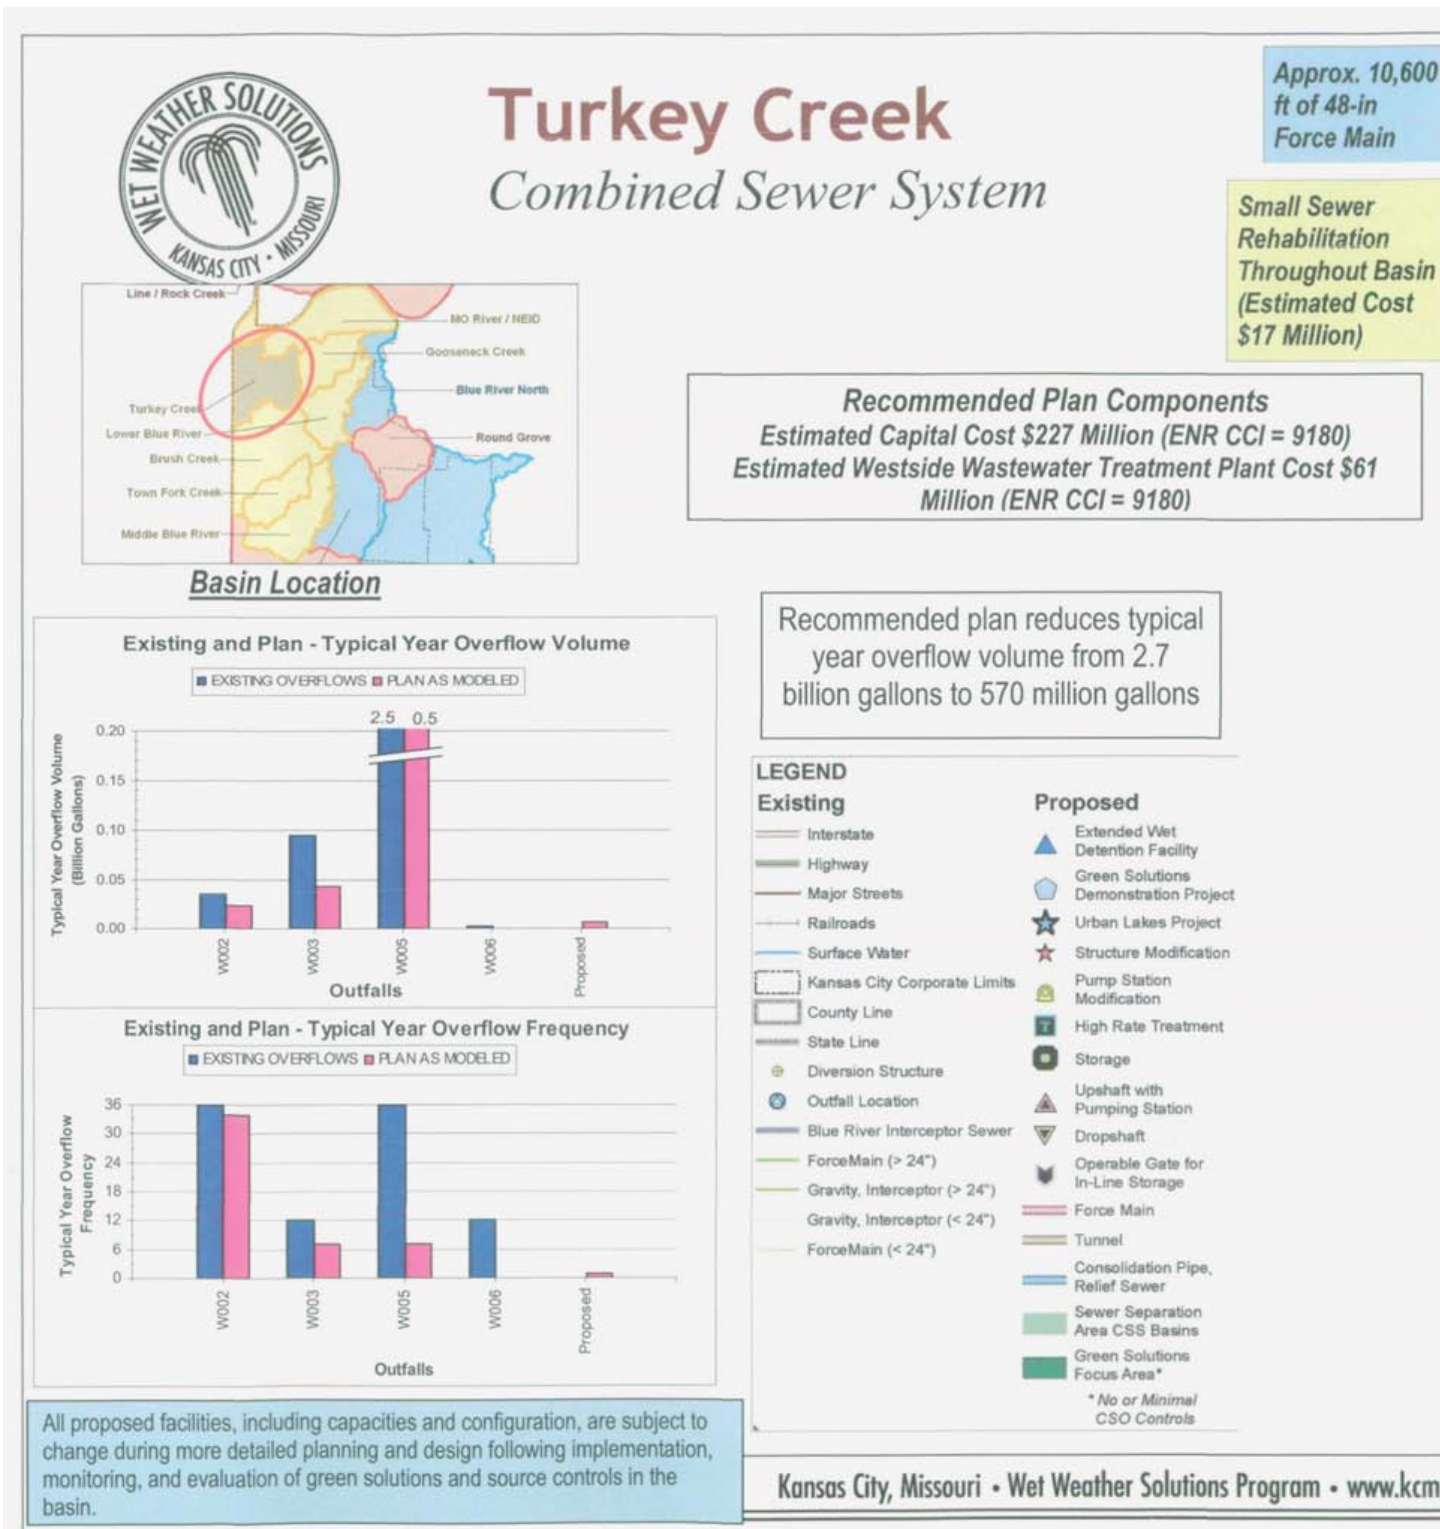 WET WEATHER SOLUTIONS
KANSAS CITY • MISSOURI
Turkey Creek
Combined Sewer System
Approx. 10,600
ft of 48-in
Force Main
Small Sewer
Rehabilitation
Throughout Basin
(Estimated Cost
$17 Million)
Line / Rock Creek
MO River / NEID
Gooseneck Creek
Blue River North
Turkey Creek
Lower Blue River
Round Grove
Brush Creek
Town Fork Creek
Middle Blue River
Basin Location
Recommended Plan Components
Estimated Capital Cost $227 Million (ENR CCI = 9180)
Estimated Westside Wastewater Treatment Plant Cost $61
Million (ENR CCI = 9180)
Recommended plan reduces typical
year overflow volume from 2.7
billion gallons to 570 million gallons
Existing and Plan - Typical Year Overflow Volume
EXISTING OVERFLOWS PLAN AS MODELED
2.5 0.5
Typical Year Overflow Volume
(Billion Gallons)
0.20
0.15
0.10
0.05
0.00
W002
W003
W005
W006
Proposed
Outfalls
Existing and Plan - Typical Year Overflow Frequency
EXISTING OVERFLOWS PLAN AS MODELED
Typical Year Overflow
Frequency
36
30
24
18
12
6
0
W002
W003
W005
W006
Proposed
Outfalls
LEGEND
Existing
Interstate
Highway
Major Streets
Railroads
Surface Water
Kansas City Corporate Limits
County Line
State Line
Diversion Structure
Outfall Location
Blue River Interceptor Sewer
ForceMain (> 24")
Gravity, Interceptor (> 24")
Gravity, Interceptor (< 24")
ForceMain (< 24")
Proposed
Extended Wet
Detention Facility
Green Solutions
Demonstration Project
Urban Lakes Project
Structure Modification
Pump Station
Modification
T
High Rate Treatment
Storage
Upshaft with
Pumping Station
Dropshaft
Operable Gate for
In-Line Storage
Force Main
Tunnel
Consolidation Pipe,
Relief Sewer
Sewer Separation
Area CSS Basins
Green Solutions
Focus Area*
* No or Minimal
CSO Controls
All proposed facilities, including capacities and configuration, are subject to
change during more detailed planning and design following implementation,
monitoring, and evaluation of green solutions and source controls in the
basin.
Kansas City, Missouri • Wet Weather Solutions Program • www.kcm